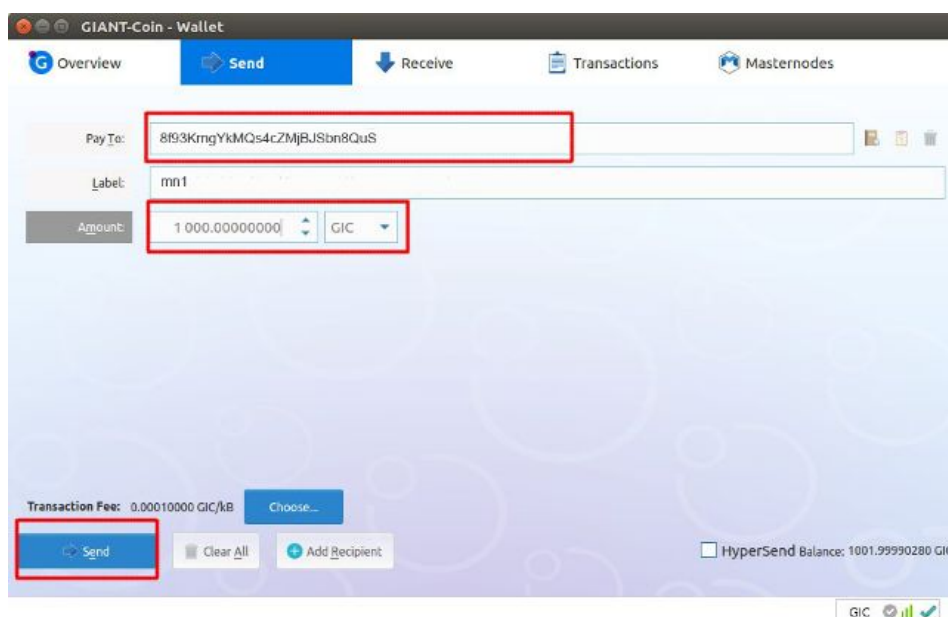 GIANT-Coin - Wallet
Overview Send Receive Transactions Masternodes
Pay To: 8f93KmgYkMQs4cZMjBJSbn8QuS
Label: mn1
Amount: 1 000.00000000 GIC
Transaction Fee: 0.00010000 GIC/kB Choose...
Send Clear All Add Recipient HyperSend Balance: 1001.99990280 GI
GIC